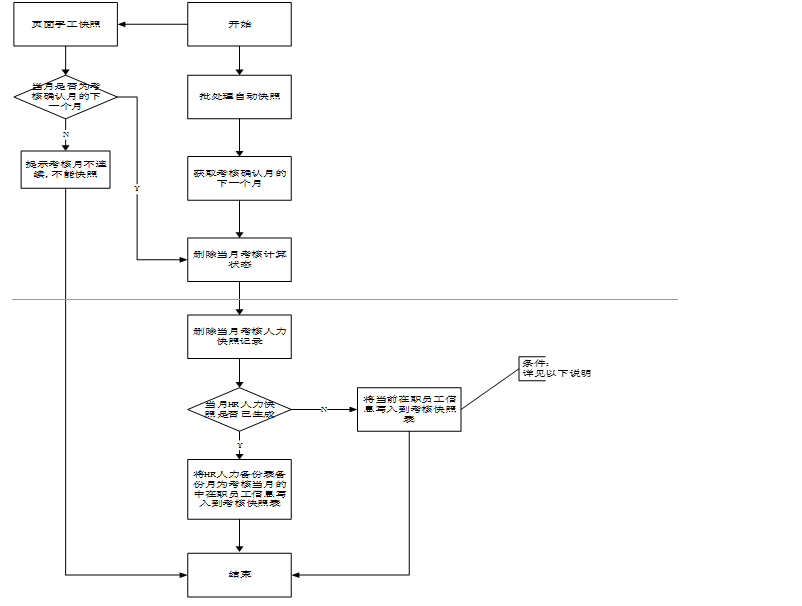 页面手工快照
开始
当月是否为考
核确认月的下
一个月
批处理自动快照
N
提示考核月不连
续，不能快照
获取考核确认月的
下一个月
Y
删除当月考核计算
状态
删除当月考核人力
快照记录
条件：
详见以下说明
当月HR人力快
照是否已生成
N
将当前在职员工信
息写入到考核快照
表
Y
将HR人力备份表备
份月为考核当月的
中在职员工信息写
入到考核快照表
结束